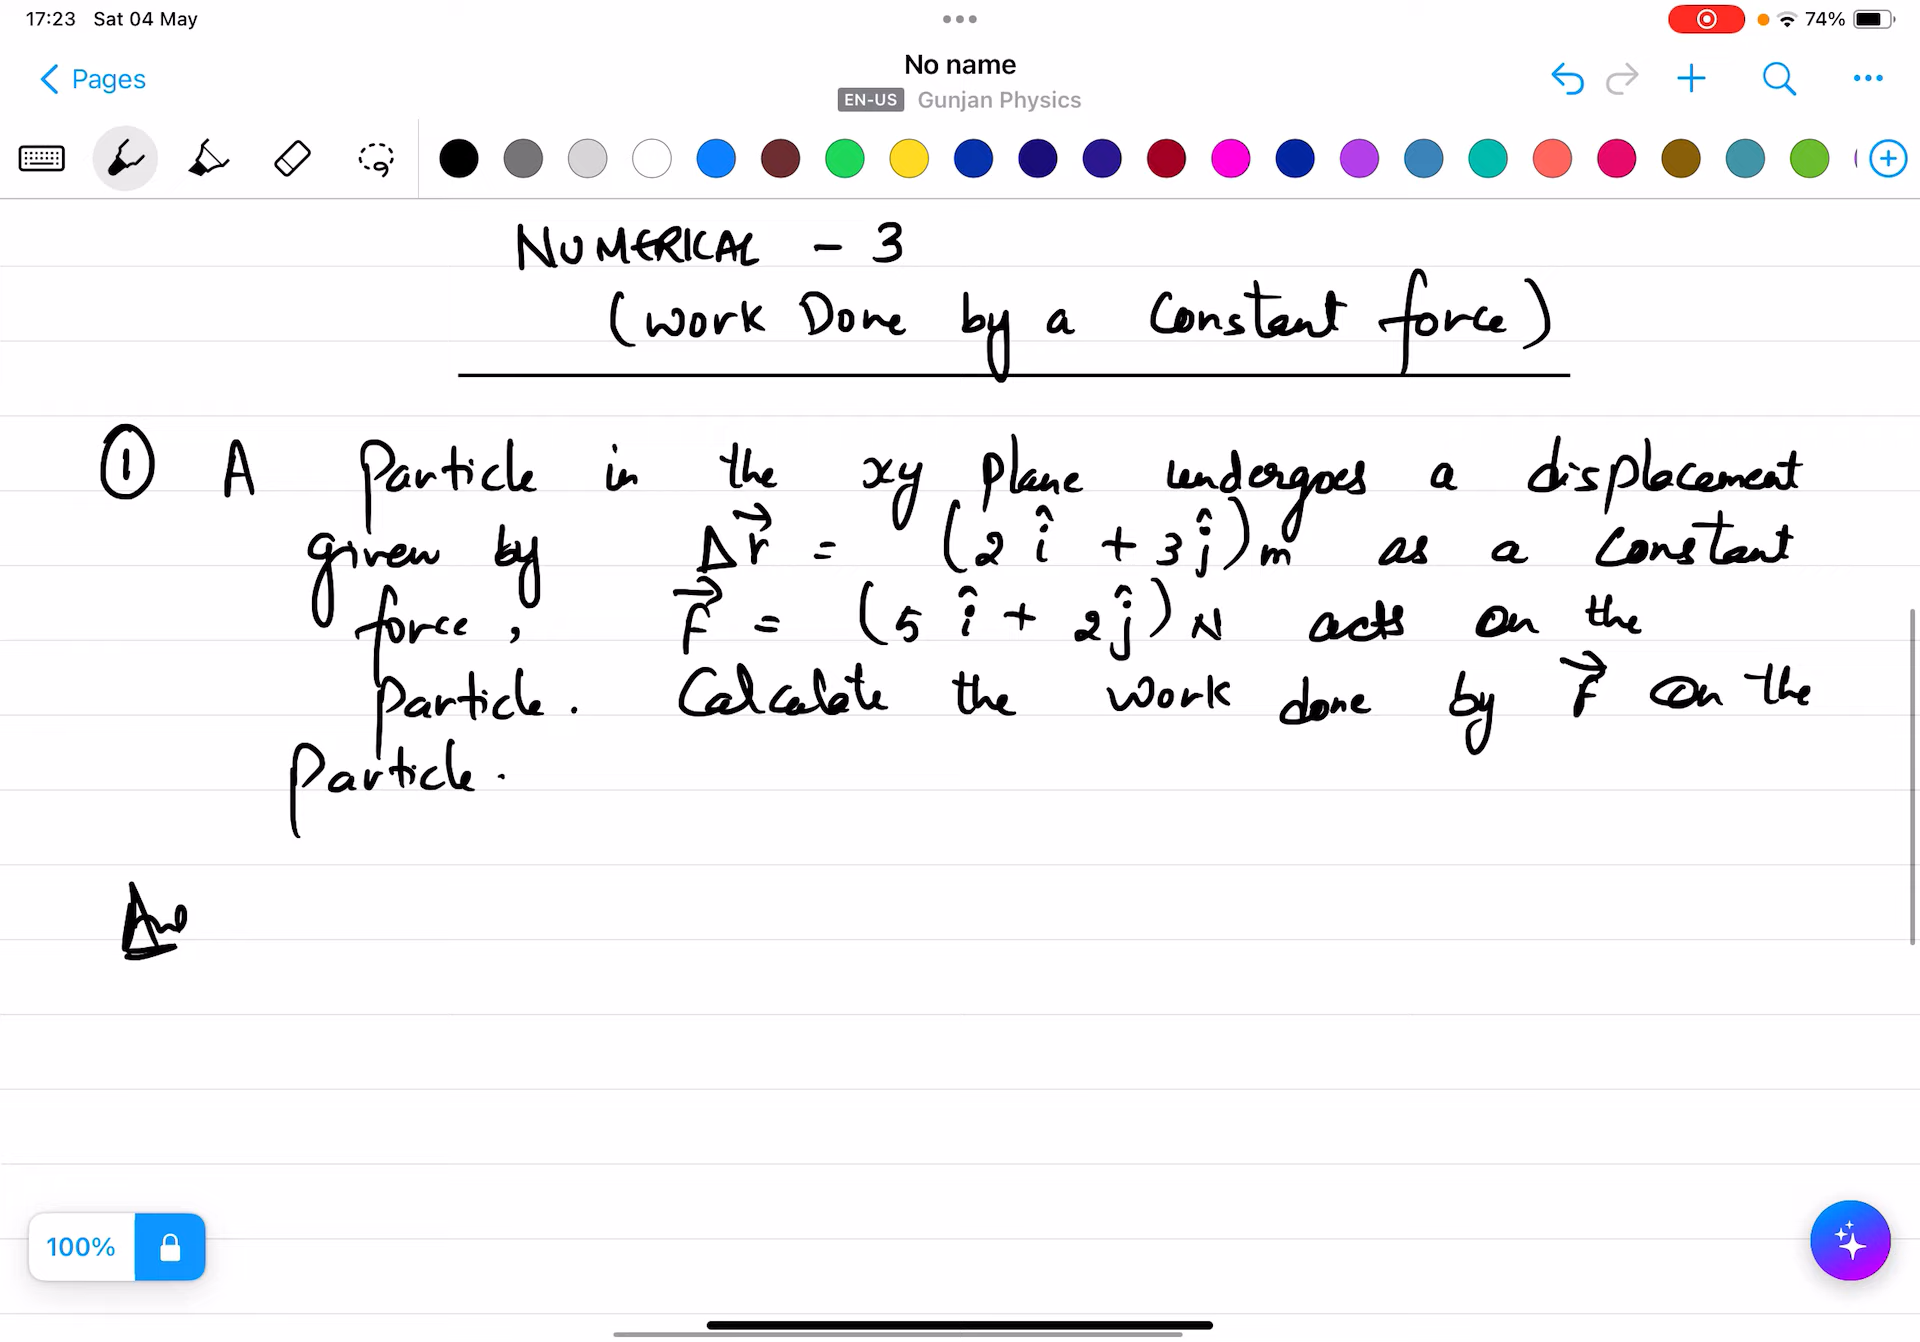 17:23 Sat 04 May
74%
Pages
No name
EN-US Gunjan Physics
NUMERICAL - 3
(Work Done by a Constant force)
① A Particle in the xy plane undergoes a displacement
given by Δr⃗ = (2 î + 3 ĵ) m as a constant
force, F⃗ = (5 î + 2 ĵ) N acts on the
particle. Calculate the work done by F⃗ on the
Particle.
100%